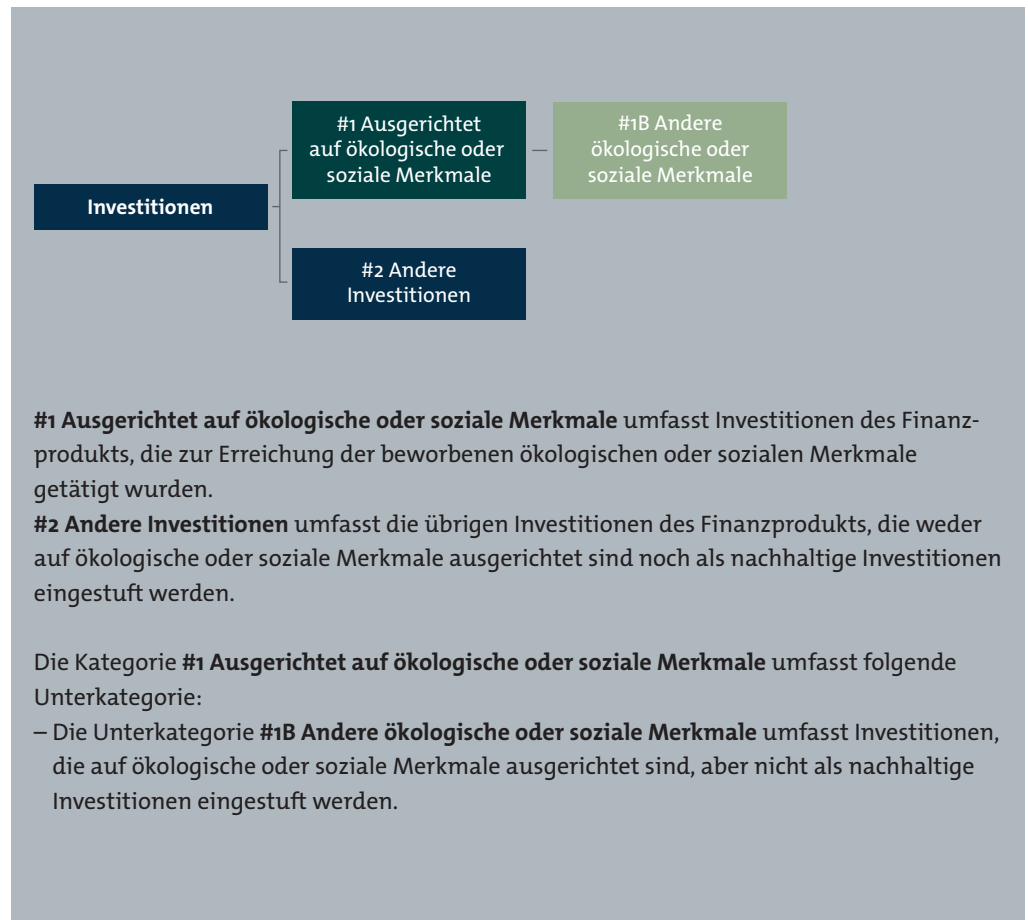 #1 Ausgerichtet
auf ökologische oder
soziale Merkmale
#1B Andere
ökologische oder
soziale Merkmale
Investitionen
#2 Andere
Investitionen
#1 Ausgerichtet auf ökologische oder soziale Merkmale umfasst Investitionen des Finanz-
produkts, die zur Erreichung der beworbenen ökologischen oder sozialen Merkmale
getätigt wurden.
#2 Andere Investitionen umfasst die übrigen Investitionen des Finanzprodukts, die weder
auf ökologische oder soziale Merkmale ausgerichtet sind noch als nachhaltige Investitionen
eingestuft werden.
Die Kategorie #1 Ausgerichtet auf ökologische oder soziale Merkmale umfasst folgende
Unterkategorie:
– Die Unterkategorie #1B Andere ökologische oder soziale Merkmale umfasst Investitionen,
die auf ökologische oder soziale Merkmale ausgerichtet sind, aber nicht als nachhaltige
Investitionen eingestuft werden.